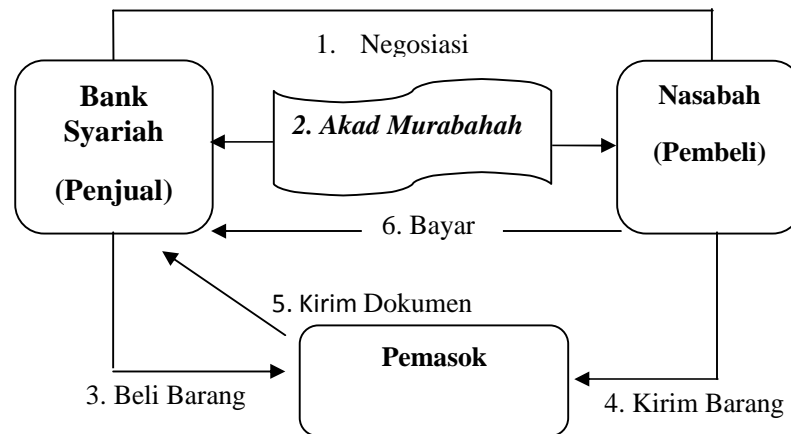 1. Negosiasi
Bank
Syariah
(Penjual)
2. Akad Murabahah
Nasabah
(Pembeli)
6. Bayar
5. Kirim Dokumen
Pemasok
3. Beli Barang
4. Kirim Barang